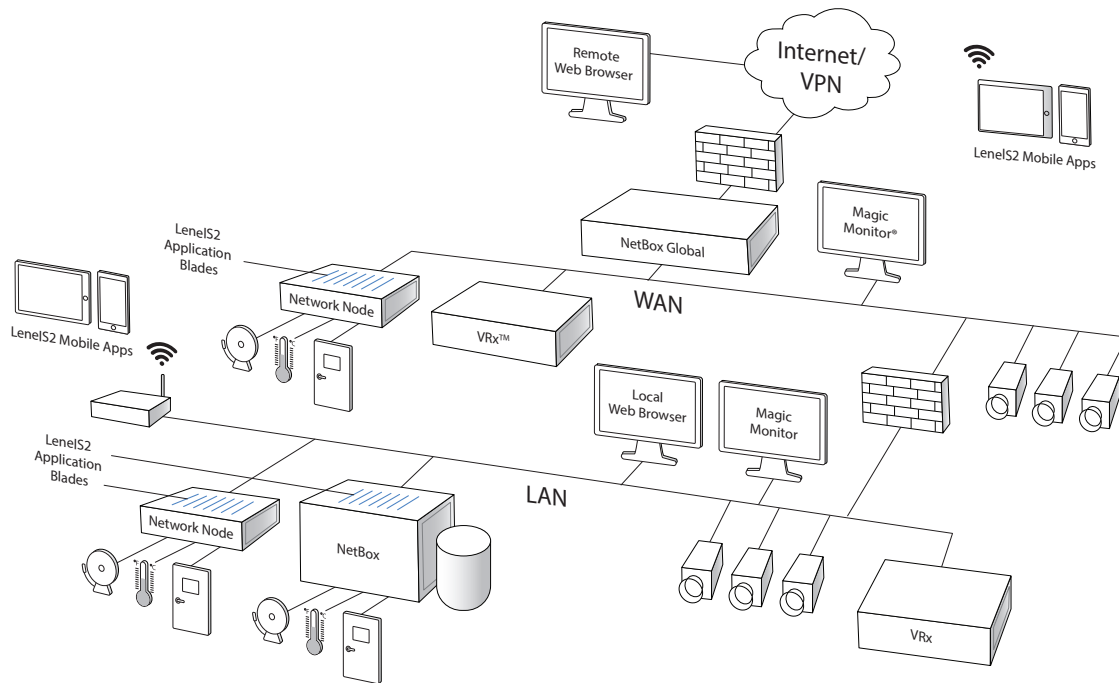 Remote
Web Browser
Internet/
VPN
LenelS2 Mobile Apps
NetBox Global
Magic
Monitor®
LenelS2
Application
Blades
Network Node
WAN
VRx™
°F °C
LenelS2 Mobile Apps
Local
Web Browser
Magic
Monitor
LenelS2
Application
Blades
LAN
Network Node
NetBox
°F °C
°F °C
VRx